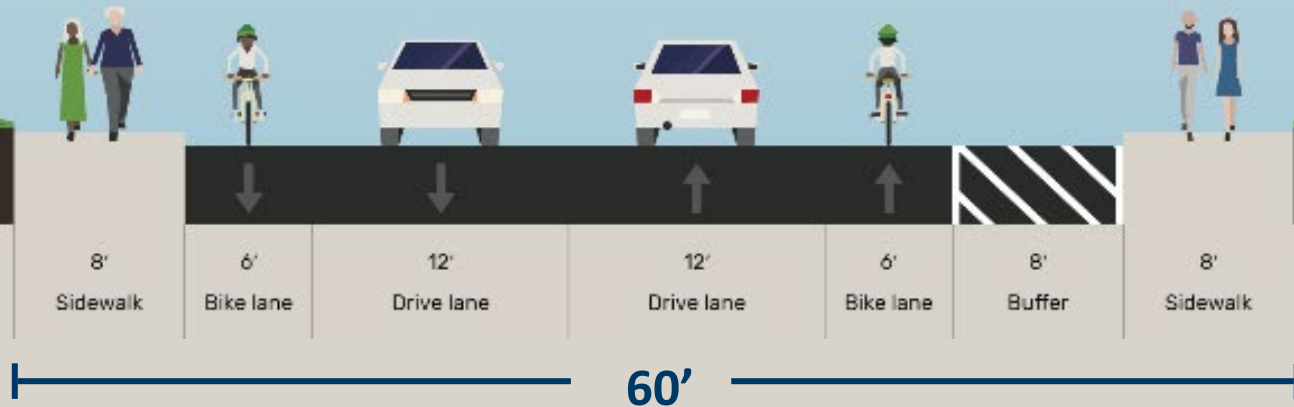 8' 6' 12' 12' 6' 8' 8'
Sidewalk Bike lane Drive lane Drive lane Bike lane Buffer Sidewalk
60’